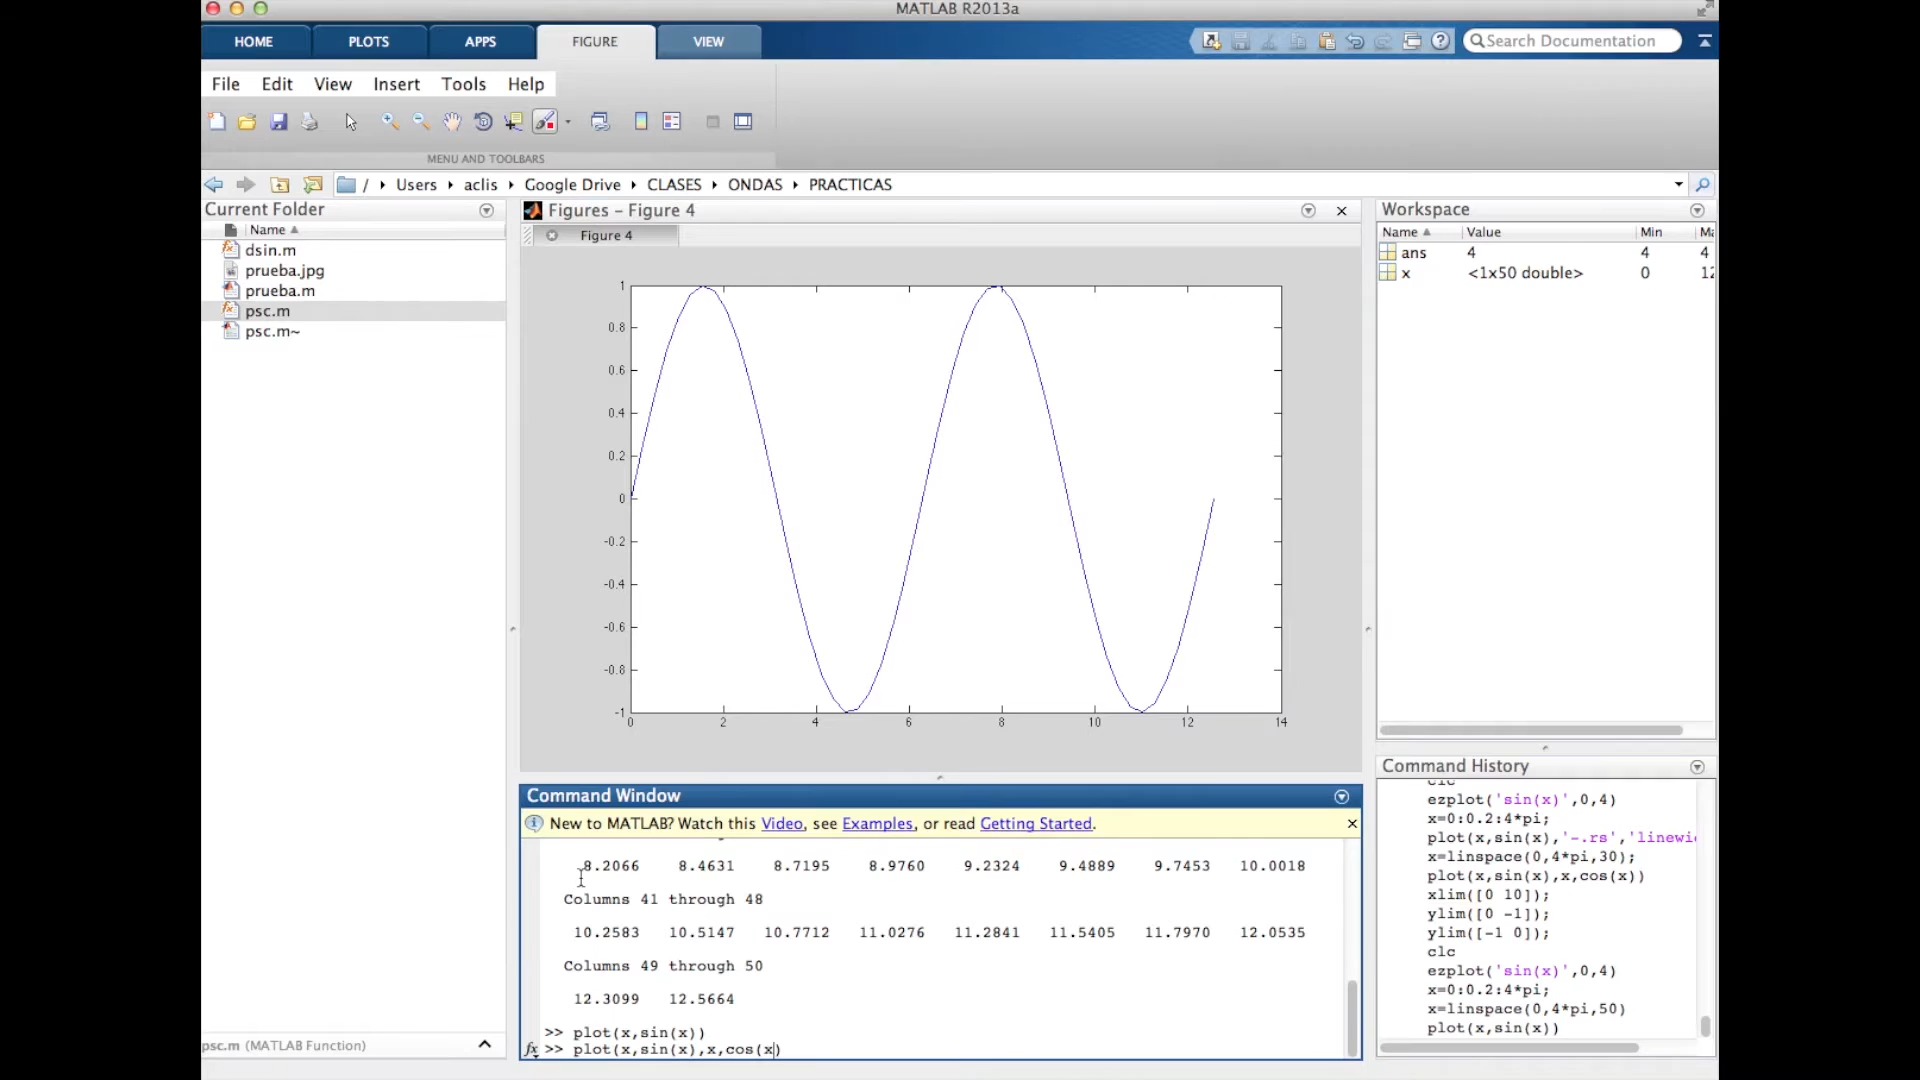 MATLAB R2013a
HOME PLOTS APPS FIGURE VIEW
Search Documentation
File Edit View Insert Tools Help
MENU AND TOOLBARS
/ Users aclis Google Drive CLASES ONDAS PRACTICAS
Current Folder
Name
dsin.m
prueba.jpg
prueba.m
psc.m
psc.m~
psc.m (MATLAB Function)
Figures - Figure 4
Figure 4
1
0.8
0.6
0.4
0.2
0
-0.2
-0.4
-0.6
-0.8
-1
0 2 4 6 8 10 12 14
Command Window
New to MATLAB? Watch this Video, see Examples, or read Getting Started.
8.2066 8.4631 8.7195 8.9760 9.2324 9.4889 9.7453 10.0018
Columns 41 through 48
10.2583 10.5147 10.7712 11.0276 11.2841 11.5405 11.7970 12.0535
Columns 49 through 50
12.3099 12.5664
>> plot(x,sin(x))
fx >> plot(x,sin(x),x,cos(x)
Workspace
Name Value Min Ma
ans 4 4 4
x <1x50 double> 0 12
Command History
clc
ezplot('sin(x)',0,4)
x=0:0.2:4*pi;
plot(x,sin(x),'-.rs','linewi
x=linspace(0,4*pi,30);
plot(x,sin(x),x,cos(x))
xlim([0 10]);
ylim([0 -1]);
ylim([-1 0]);
clc
ezplot('sin(x)',0,4)
x=0:0.2:4*pi;
x=linspace(0,4*pi,50)
plot(x,sin(x))